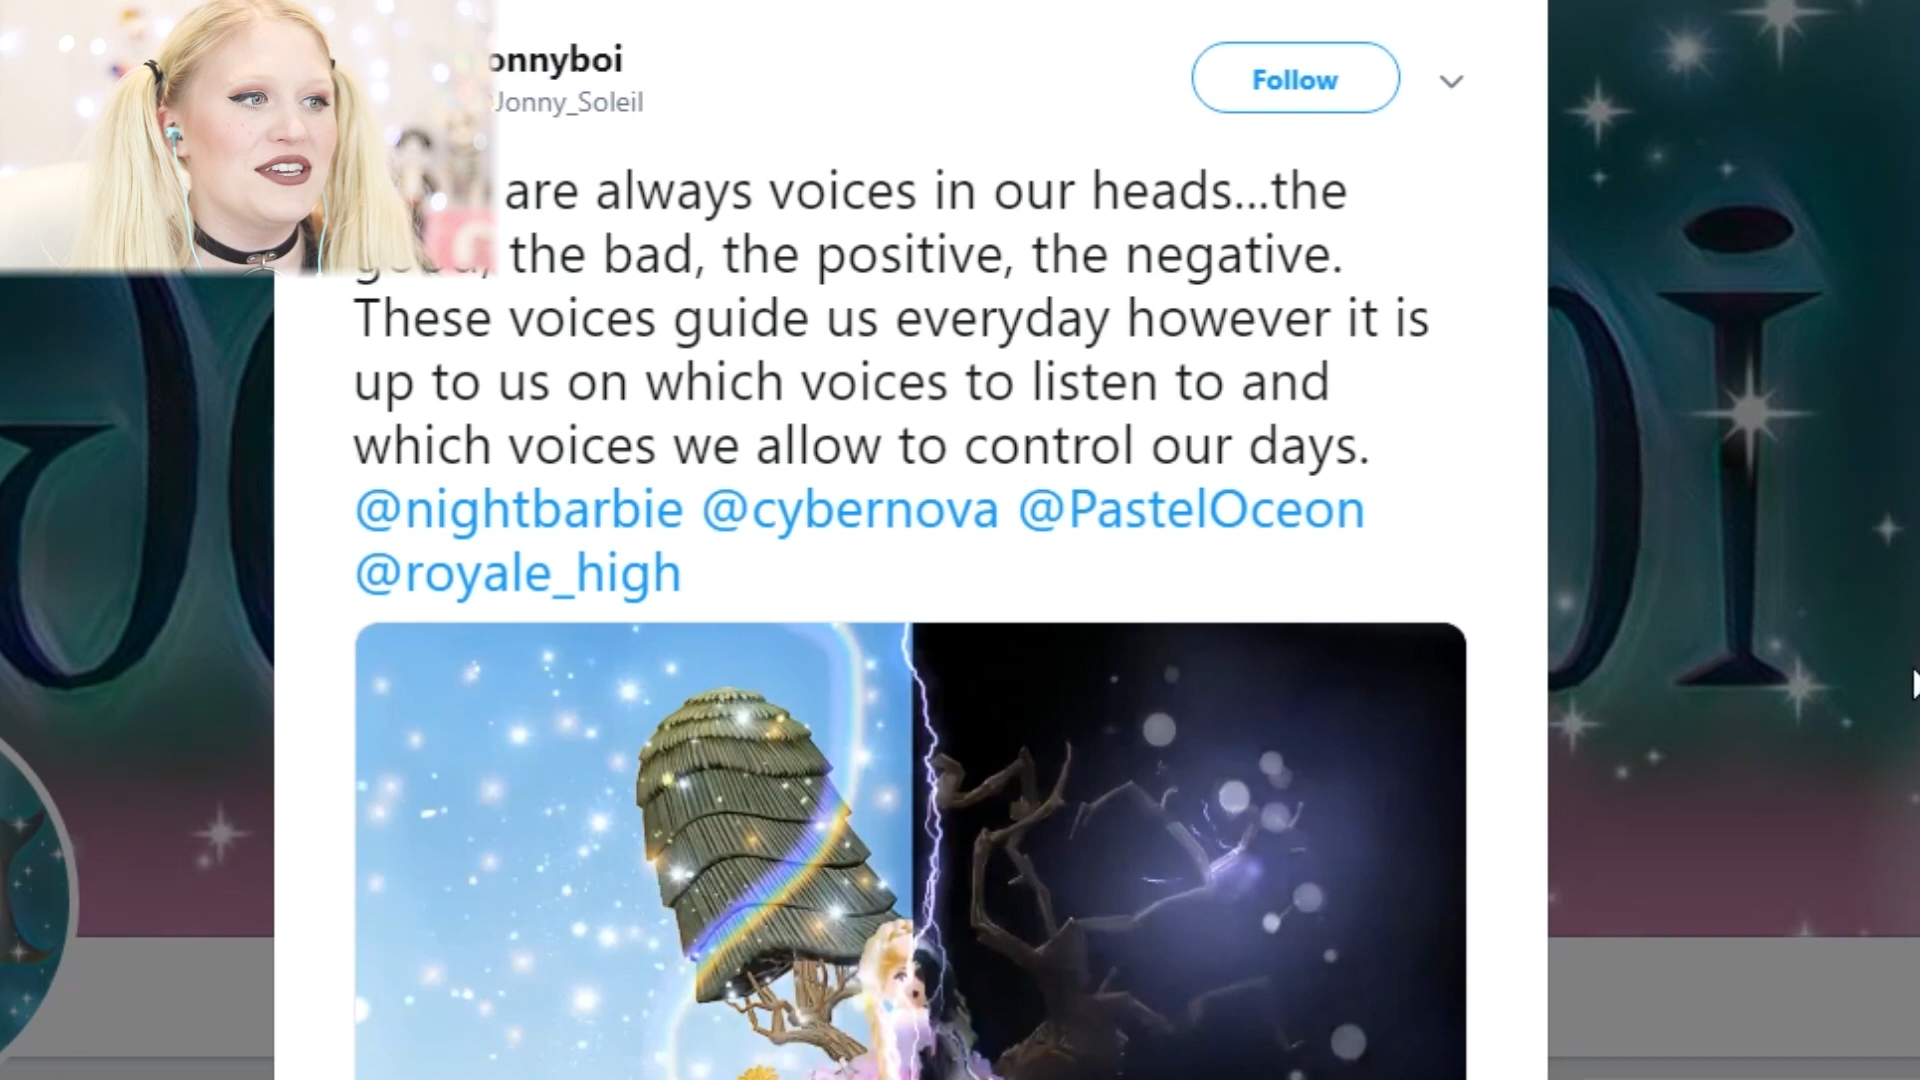 onnyboi
Jonny_Soleil
Follow
are always voices in our heads...the
the bad, the positive, the negative.
These voices guide us everyday however it is
up to us on which voices to listen to and
which voices we allow to control our days.
@nightbarbie @cybernova @PastelOceon
@royale_high